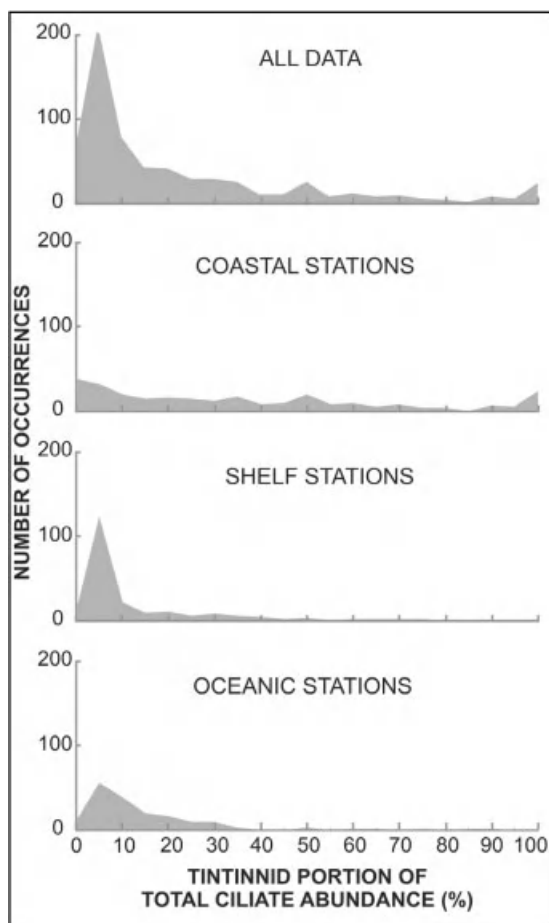 200
ALL DATA
100
0
200
COASTAL STATIONS
100
0
NUMBER OF OCCURRENCES
200
SHELF STATIONS
100
0
200
OCEANIC STATIONS
100
0
0 10 20 30 40 50 60 70 80 90 100
TINTINNID PORTION OF
TOTAL CILIATE ABUNDANCE (%)